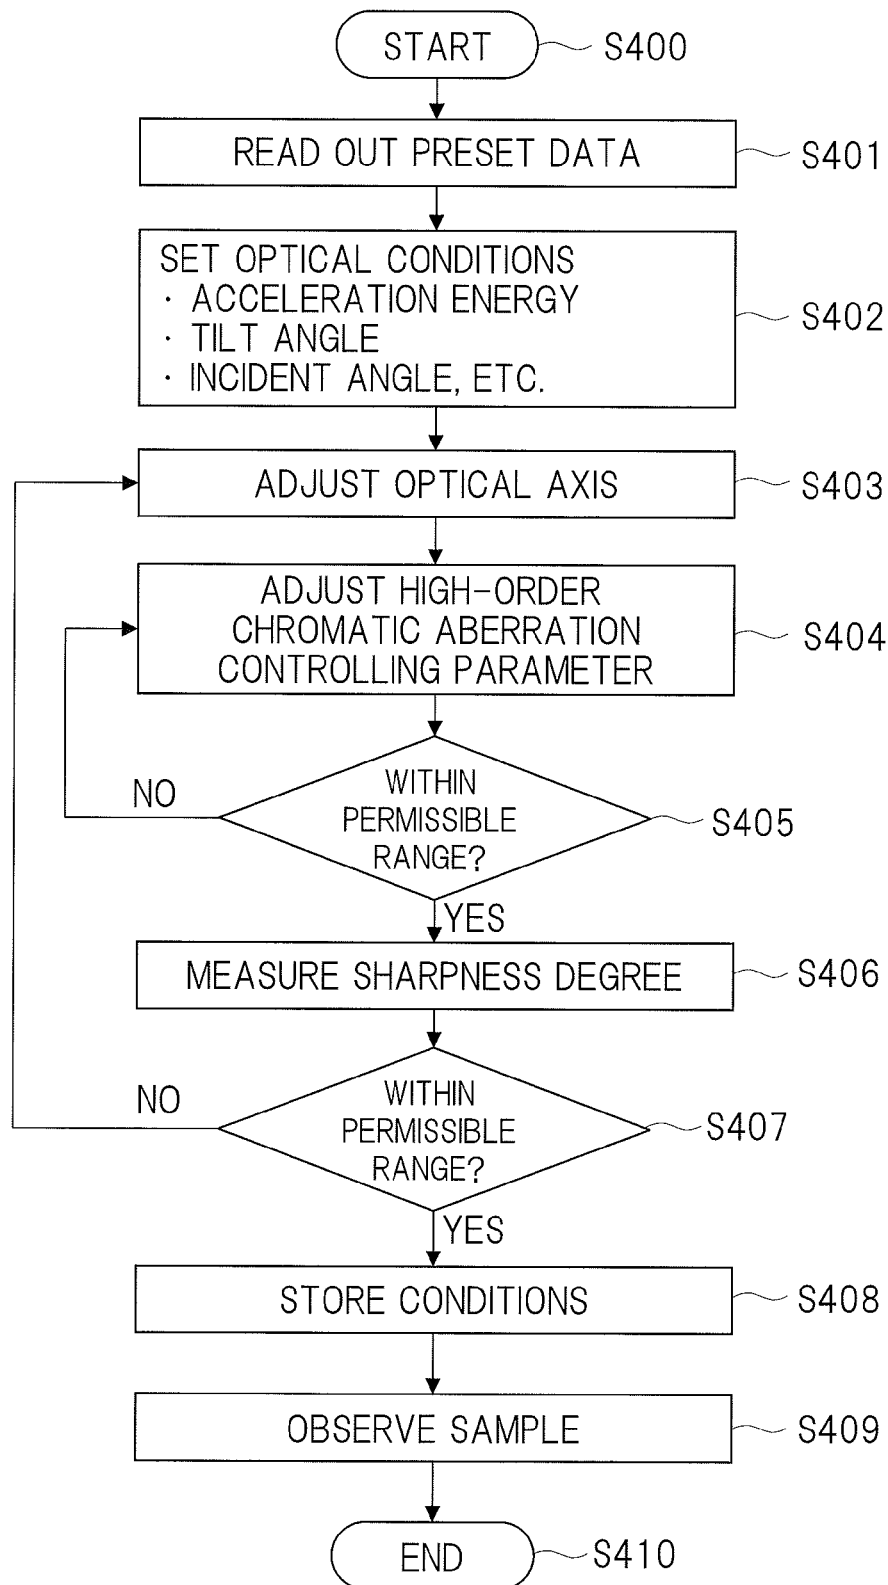 START
S400
READ OUT PRESET DATA
S401
SET OPTICAL CONDITIONS
· ACCELERATION ENERGY
· TILT ANGLE
· INCIDENT ANGLE, ETC.
S402
ADJUST OPTICAL AXIS
S403
ADJUST HIGH-ORDER
CHROMATIC ABERRATION
CONTROLLING PARAMETER
S404
WITHIN
PERMISSIBLE
RANGE?
S405
NO
YES
MEASURE SHARPNESS DEGREE
S406
WITHIN
PERMISSIBLE
RANGE?
S407
NO
YES
STORE CONDITIONS
S408
OBSERVE SAMPLE
S409
END
S410